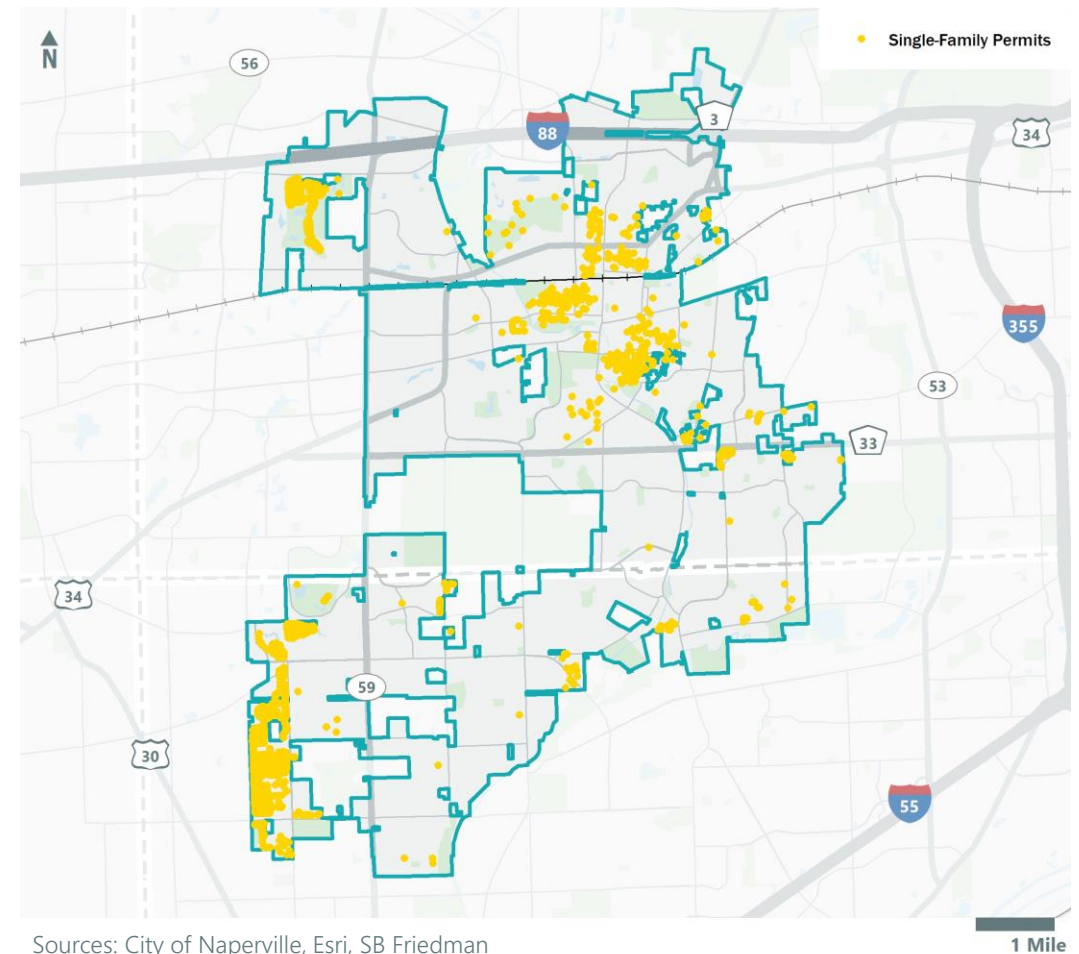 Single-Family Permits
N
56
3
88
34
355
53
33
34
59
30
55
Sources: City of Naperville, Esri, SB Friedman
1 Mile